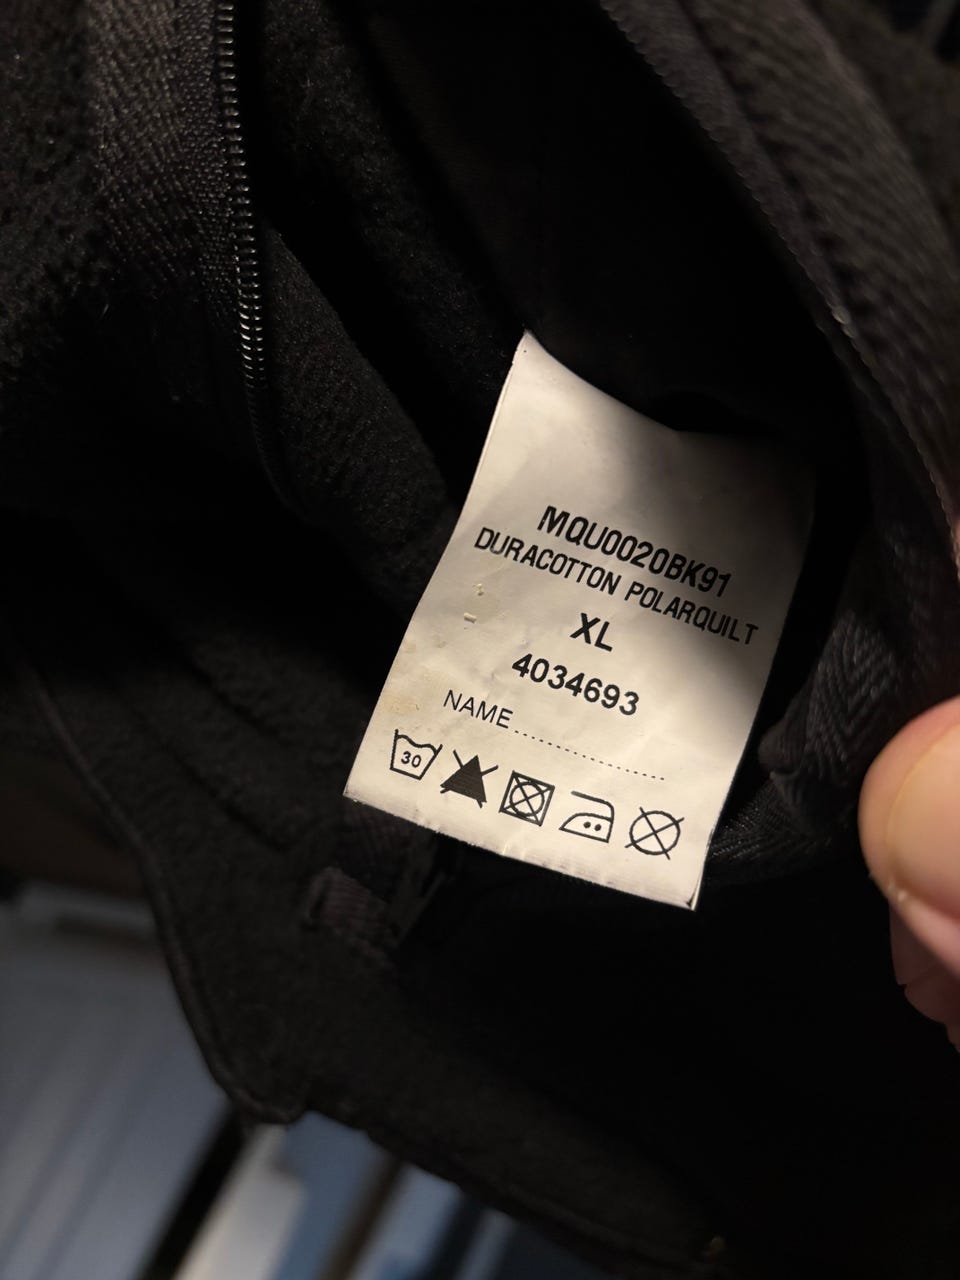 MQU0020BK91
DURACOTTON POLARQUILT
XL
4034693
NAME......................
30